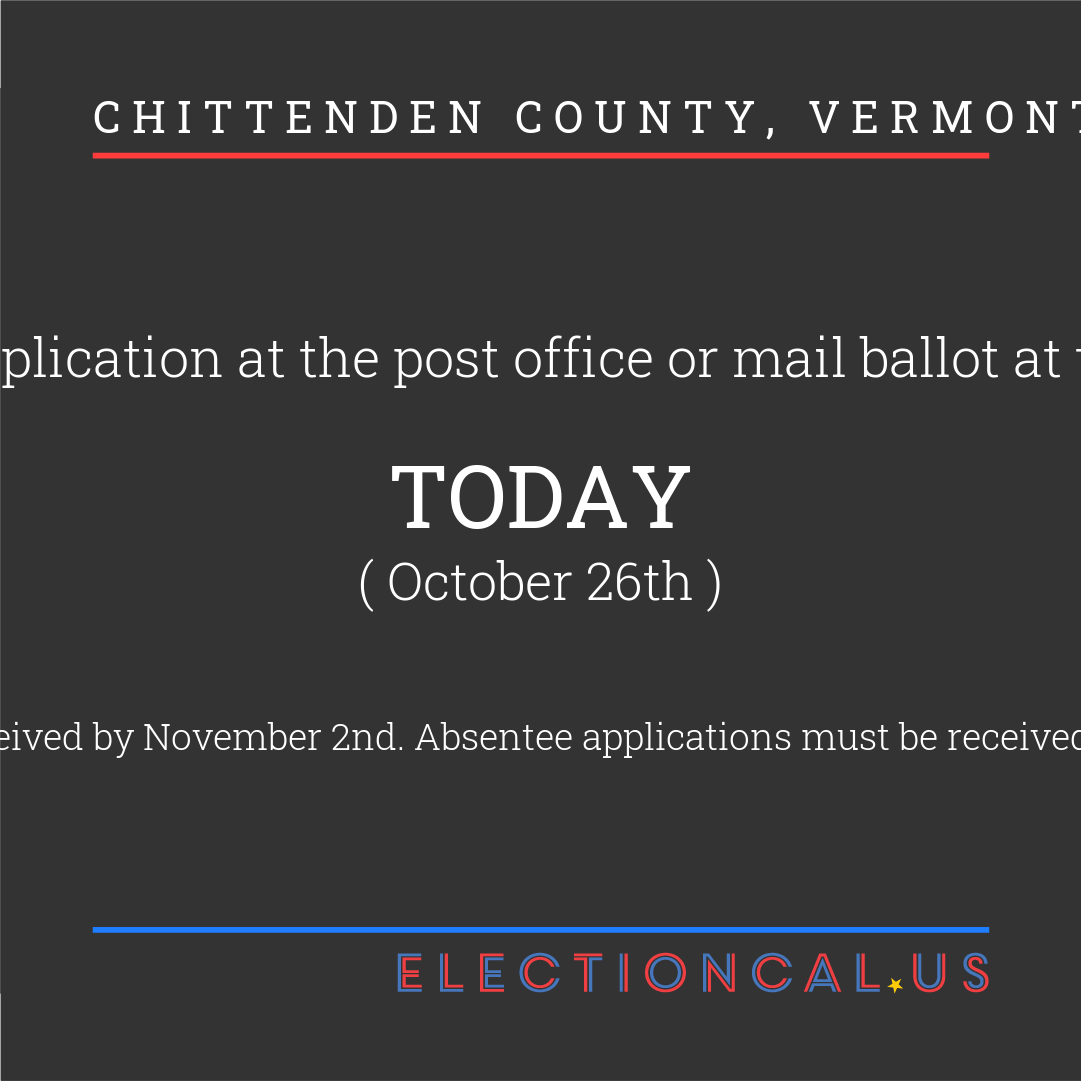 CHITTENDEN COUNTY, VERMONT
plication at the post office or mail ballot at
TODAY
( October 26th )
eived by November 2nd. Absentee applications must be received
ELECTIONCAL.US